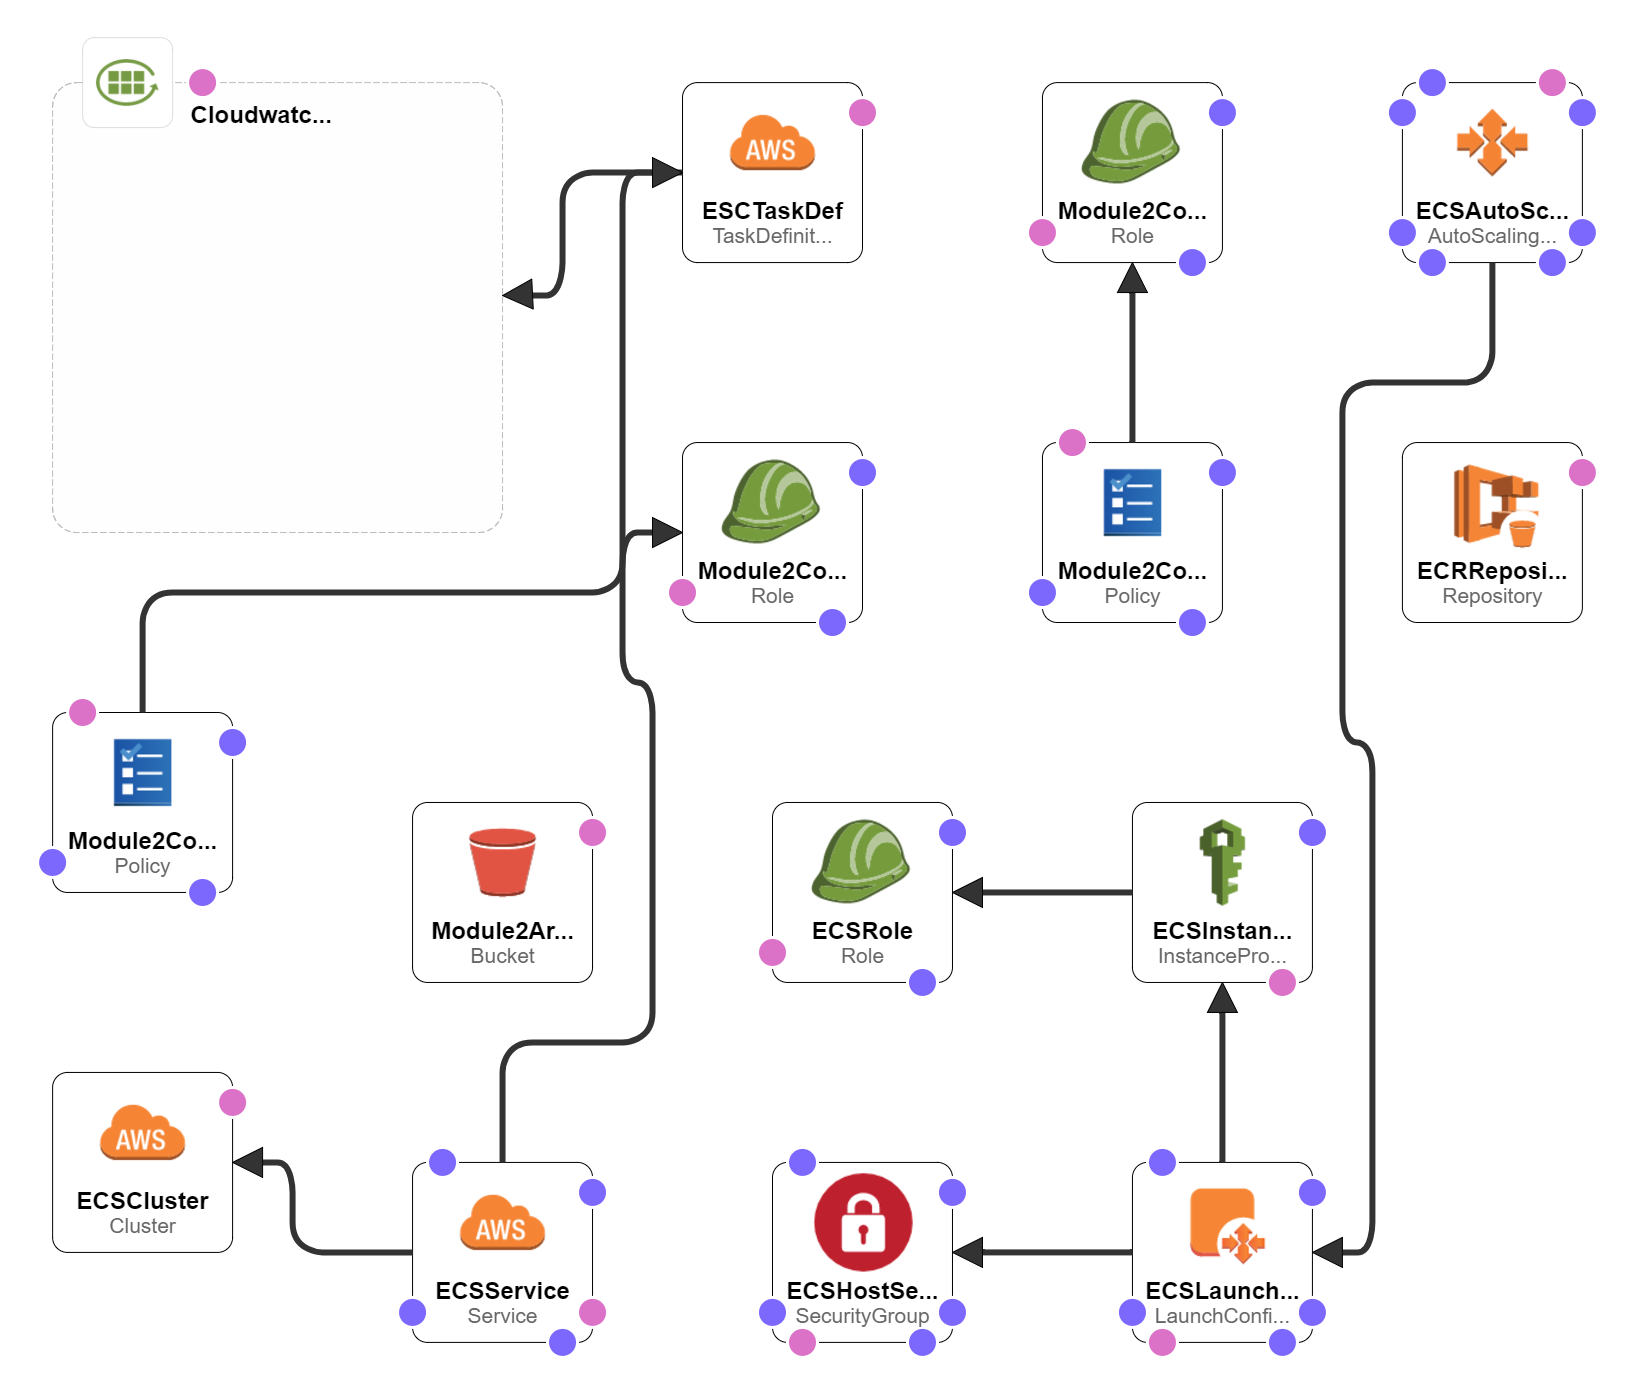 Cloudwatc...
AWS
ESCTaskDef
TaskDefinit...
Module2Co...
Role
ECSAutoSc...
AutoScaling...
Module2Co...
Role
Module2Co...
Policy
ECRReposi...
Repository
Module2Co...
Policy
Module2Ar...
Bucket
ECSRole
Role
ECSInstan...
InstancePro...
AWS
ECSCluster
Cluster
AWS
ECSService
Service
ECSHostSe...
SecurityGroup
ECSLaunch...
LaunchConfi...